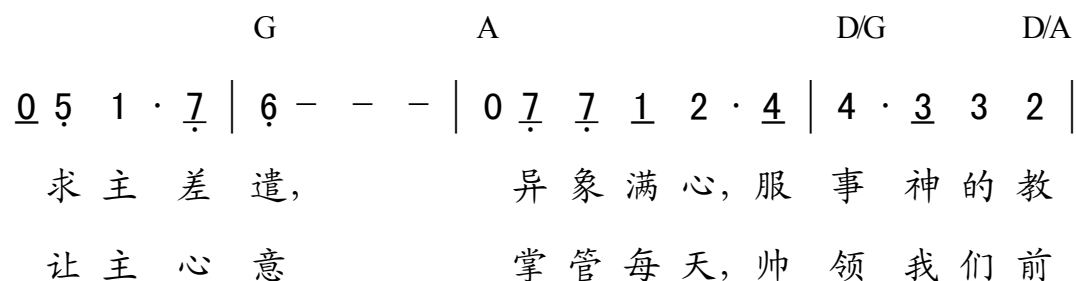 G A D/G D/A
0 5 1 · 7 | 6 – – – | 0 7 7 1 2 · 4 | 4 · 3 3 2 |
求主差遣, 异象满心, 服事神的教
让主心意 掌管每天, 帅领我们前